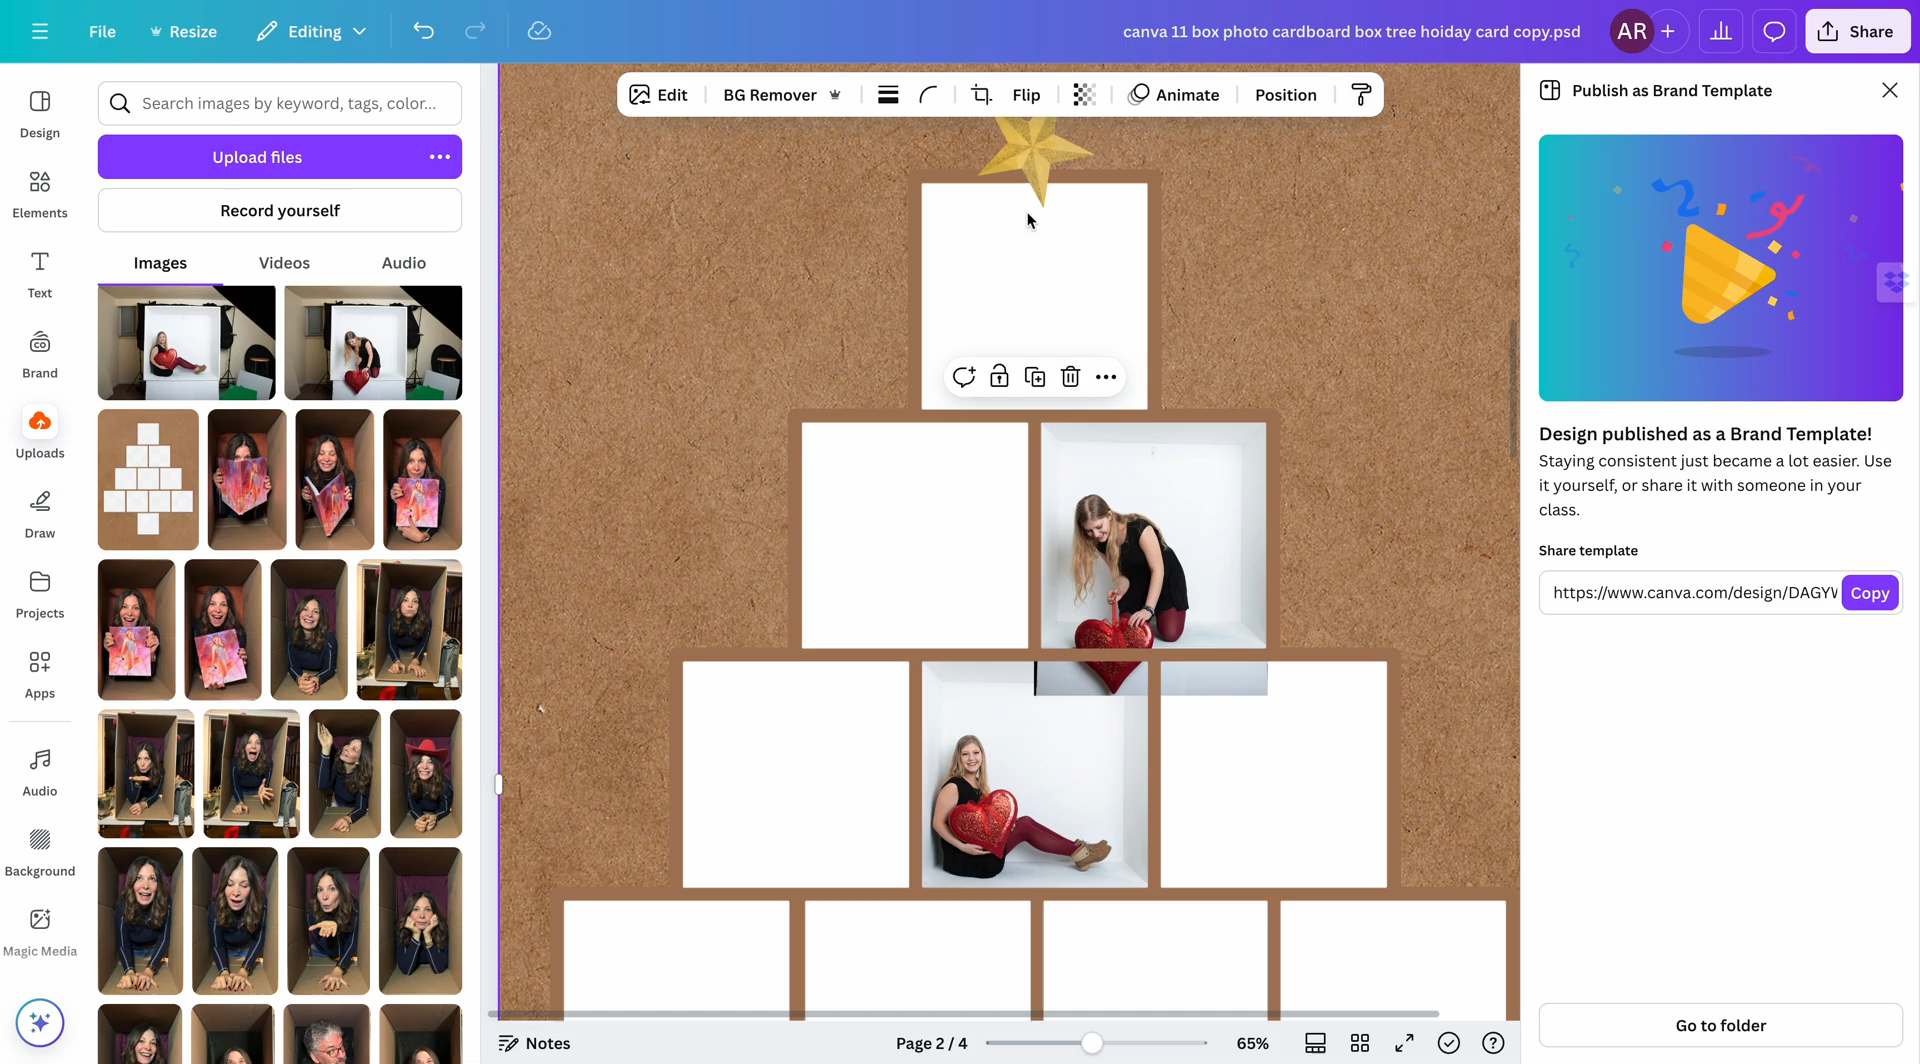 File
Resize
Editing
canva 11 box photo cardboard box tree hoiday card copy.psd
AR
Share
Design
Elements
Text
Brand
Uploads
Draw
Projects
Apps
Audio
Background
Magic Media
Search images by keyword, tags, color...
Upload files
Record yourself
Images Videos Audio
Edit BG Remover Flip Animate Position
Publish as Brand Template
Design published as a Brand Template!
Staying consistent just became a lot easier. Use
it yourself, or share it with someone in your
class.
Share template
https://www.canva.com/design/DAGYV
Copy
Go to folder
Notes
Page 2 / 4
65%